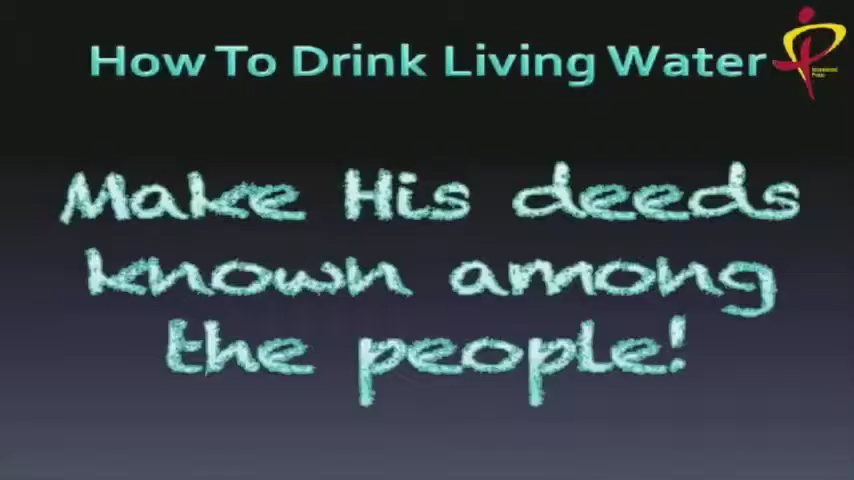 How To Drink Living Water
Make His deeds
known among
the people!